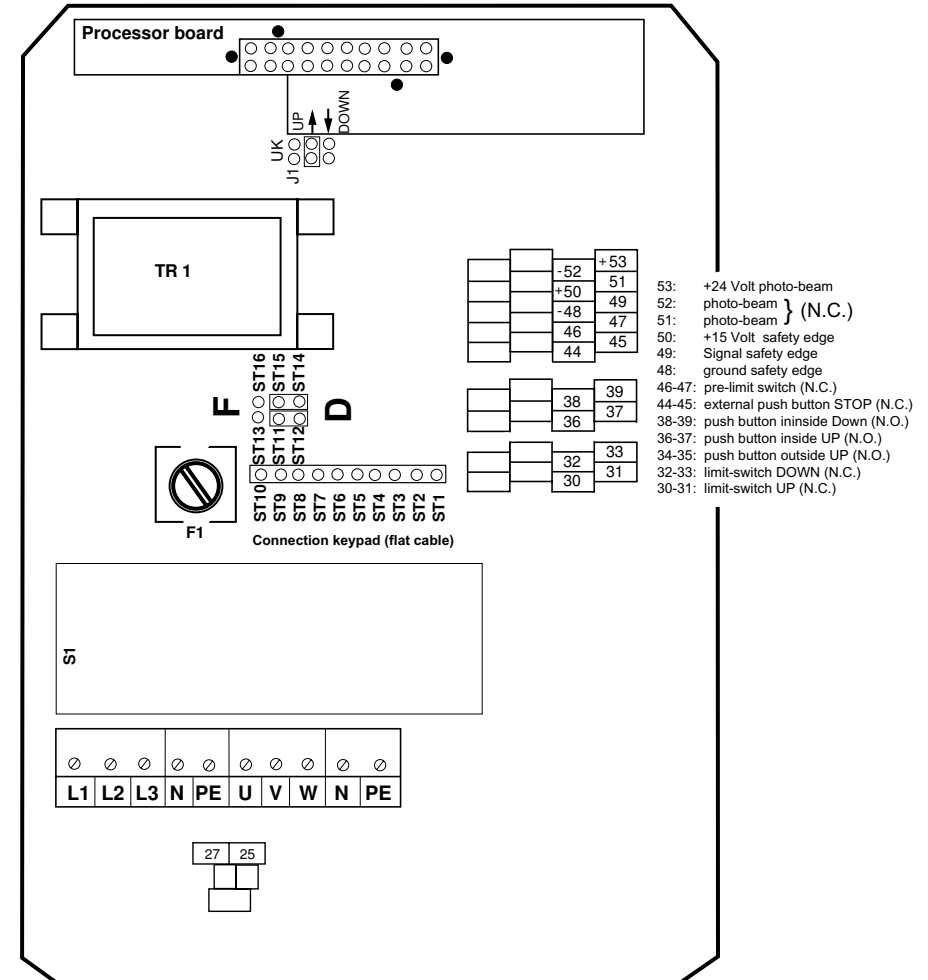 Processor board
UP
DOWN
UK
J1
TR 1
+53
-52
51
+50
49
-48
47
46
45
44
39
38
37
36
33
32
31
30
53: +24 Volt photo-beam
52: photo-beam
51: photo-beam
} (N.C.)
50: +15 Volt safety edge
49: Signal safety edge
48: ground safety edge
46-47: pre-limit switch (N.C.)
44-45: external push button STOP (N.C.)
38-39: push button ininside Down (N.O.)
36-37: push button inside UP (N.O.)
34-35: push button outside UP (N.O.)
32-33: limit-switch DOWN (N.C.)
30-31: limit-switch UP (N.C.)
ST16 ST15 ST14
F
D
ST13 ST11 ST12
F1
ST10 ST9 ST8 ST7 ST6 ST5 ST4 ST3 ST2 ST1
Connection keypad (flat cable)
S1
L1 L2 L3 N PE U V W N PE
27 25